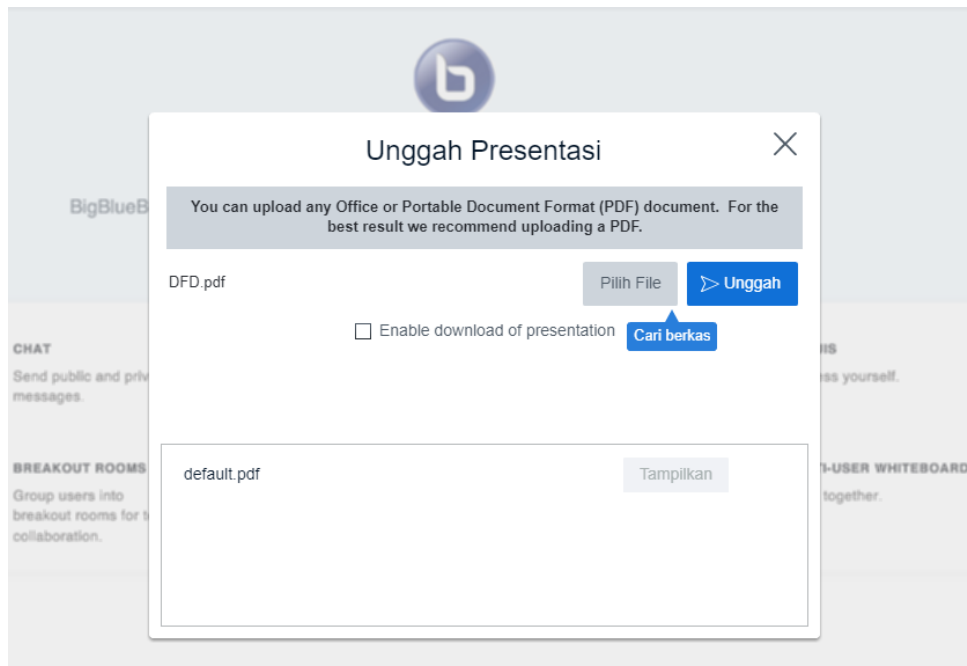 Unggah Presentasi
BigBlueB
You can upload any Office or Portable Document Format (PDF) document. For the
best result we recommend uploading a PDF.
DFD.pdf
Pilih File
Unggah
Enable download of presentation
Cari berkas
CHAT
Send public and priv
messages.
ess yourself.
default.pdf
Tampilkan
BREAKOUT ROOMS
Group users into
breakout rooms for t
collaboration.
I-USER WHITEBOARD
together.